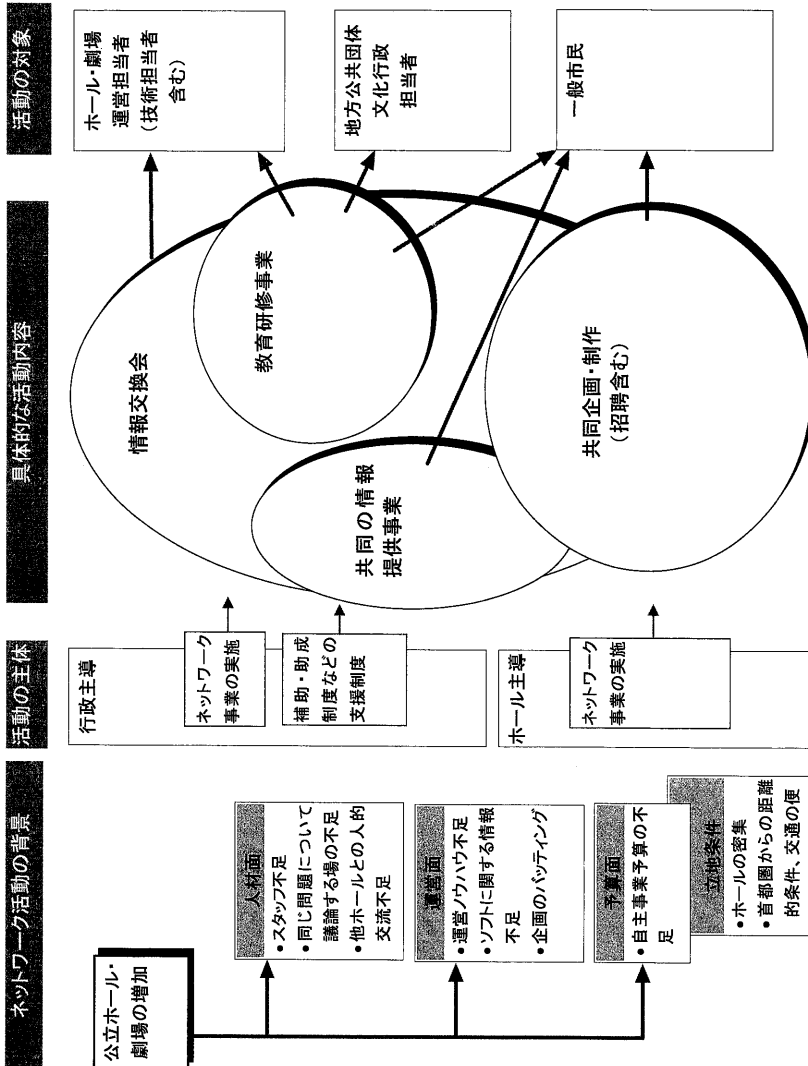 ネットワーク活動の背景
公立ホール・
劇場の増加
人材面
•スタッフ不足
•同じ問題について
議論する場の不足
•他ホールとの人的
交流不足
運営面
•運営ノウハウ不足
•ソフトに関する情報
不足
•企画のバッティング
予算面
•自主事業予算の不
足
立地条件
•ホールの密集
•首都圏からの距離
的条件、交通の便
活動の主体
行政主導
ネットワーク
事業の実施
補助・助成
制度などの
支援制度
ホール主導
ネットワーク
事業の実施
具体的な活動内容
情報交換会
教育研修事業
共同の情報
提供事業
共同企画・制作
(招聘含む)
活動の対象
ホール・劇場
運営担当者
(技術担当者
含む)
地方公共団体
文化行政
担当者
一般市民